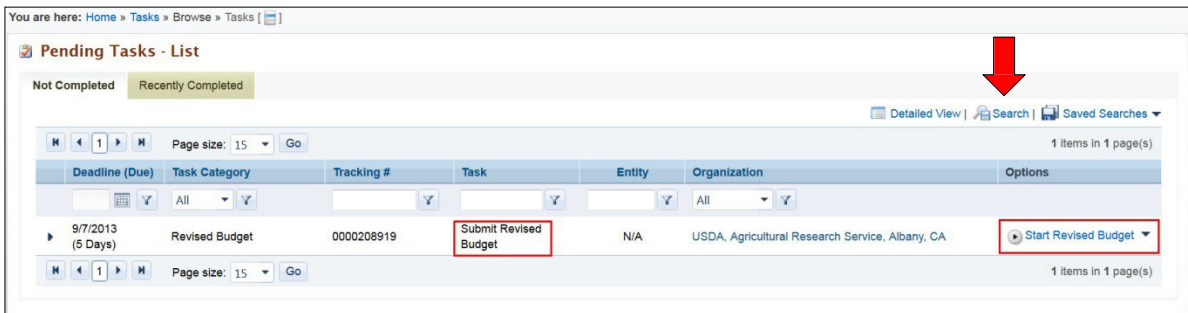 You are here: Home » Tasks » Browse » Tasks [ ]
Pending Tasks - List
Not Completed Recently Completed
Detailed View | Search | Saved Searches
1 Page size: 15 Go 1 items in 1 page(s)
Deadline (Due) Task Category Tracking # Task Entity Organization Options
All All
9/7/2013 (5 Days) Revised Budget 0000208919 Submit Revised Budget N/A USDA, Agricultural Research Service, Albany, CA Start Revised Budget
1 Page size: 15 Go 1 items in 1 page(s)